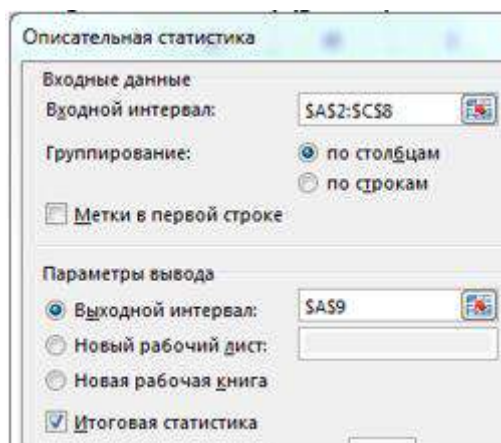 Описательная статистика
Входные данные
Входной интервал: $A$2:$C$8
Группирование: по столбцам
по строкам
Метки в первой строке
Параметры вывода
Выходной интервал: $A$9
Новый рабочий лист:
Новая рабочая книга
Итоговая статистика